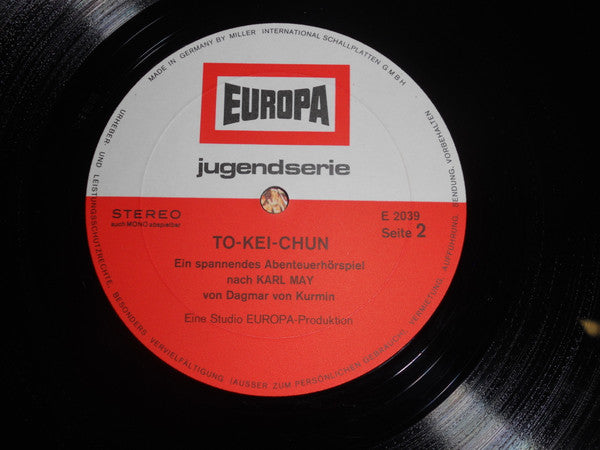 MADE IN GERMANY BY MILLER INTERNATIONAL SCHALLPLATTEN G.M.B.H
EUROPA
jugendserie
STEREO
auch MONO abspielbar
E 2039
Seite 2
TO-KEI-CHUN
Ein spannendes Abenteuerhörspiel
nach KARL MAY
von Dagmar von Kurmin
Eine Studio EUROPA-Produktion
URHEBER- UND LEISTUNGSSCHUTZRECHTE, BESONDERS VERVIELFÄLTIGUNG (AUSSER ZUM PERSÖNLICHEN GEBRAUCH) VERMIETUNG, AUFFÜHRUNG, SENDUNG, VORBEHALTEN